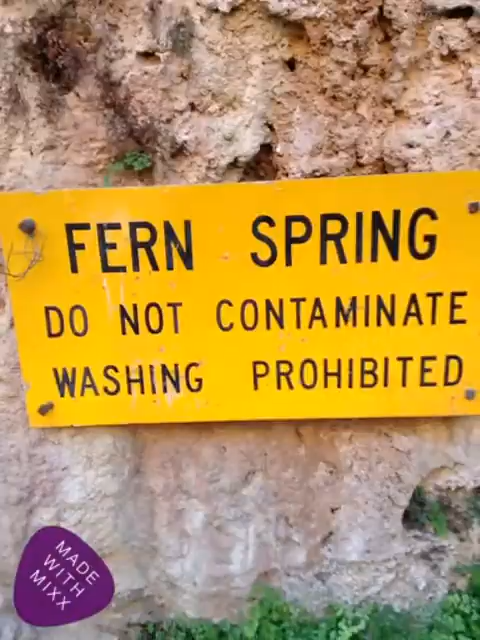 FERN SPRING
DO NOT CONTAMINATE
WASHING PROHIBITED
MADE
WITH
MIXX